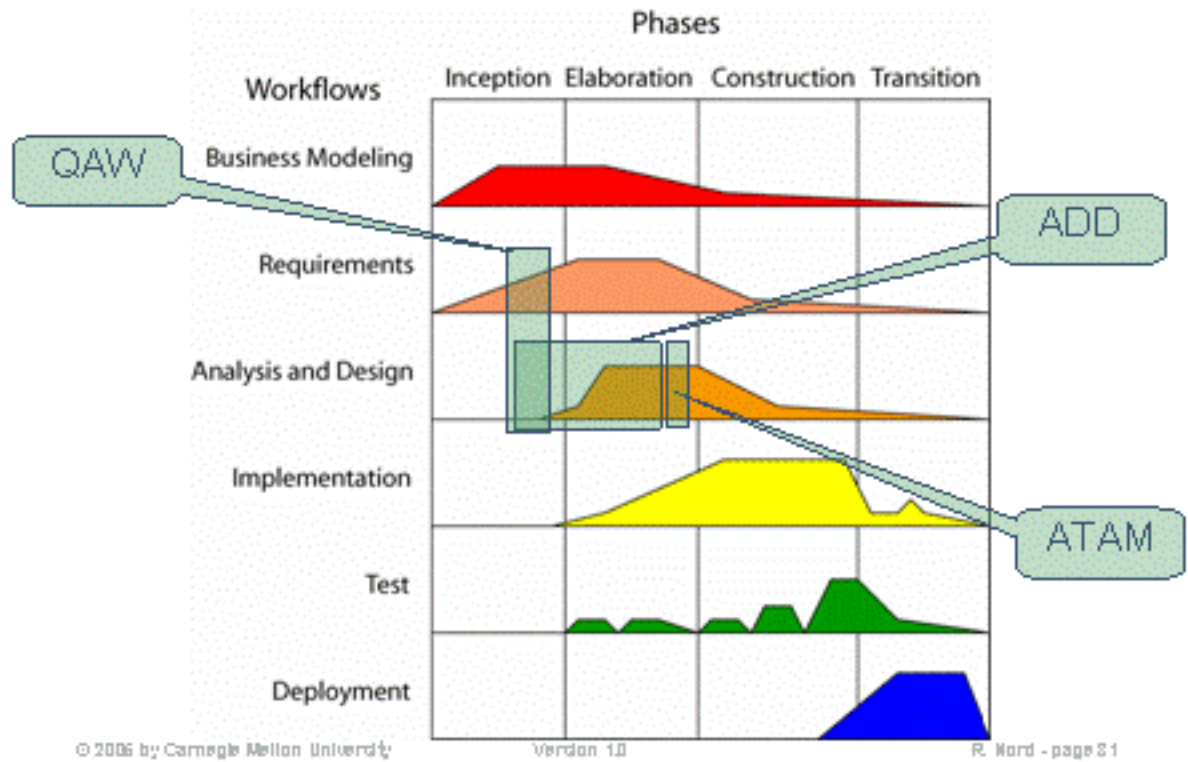 Phases
Workflows
Inception Elaboration Construction Transition
QAW
Business Modeling
ADD
Requirements
Analysis and Design
Implementation
ATAM
Test
Deployment
© 2006 by Carnegie Mellon University Version 1.0 R. Nord - page 31